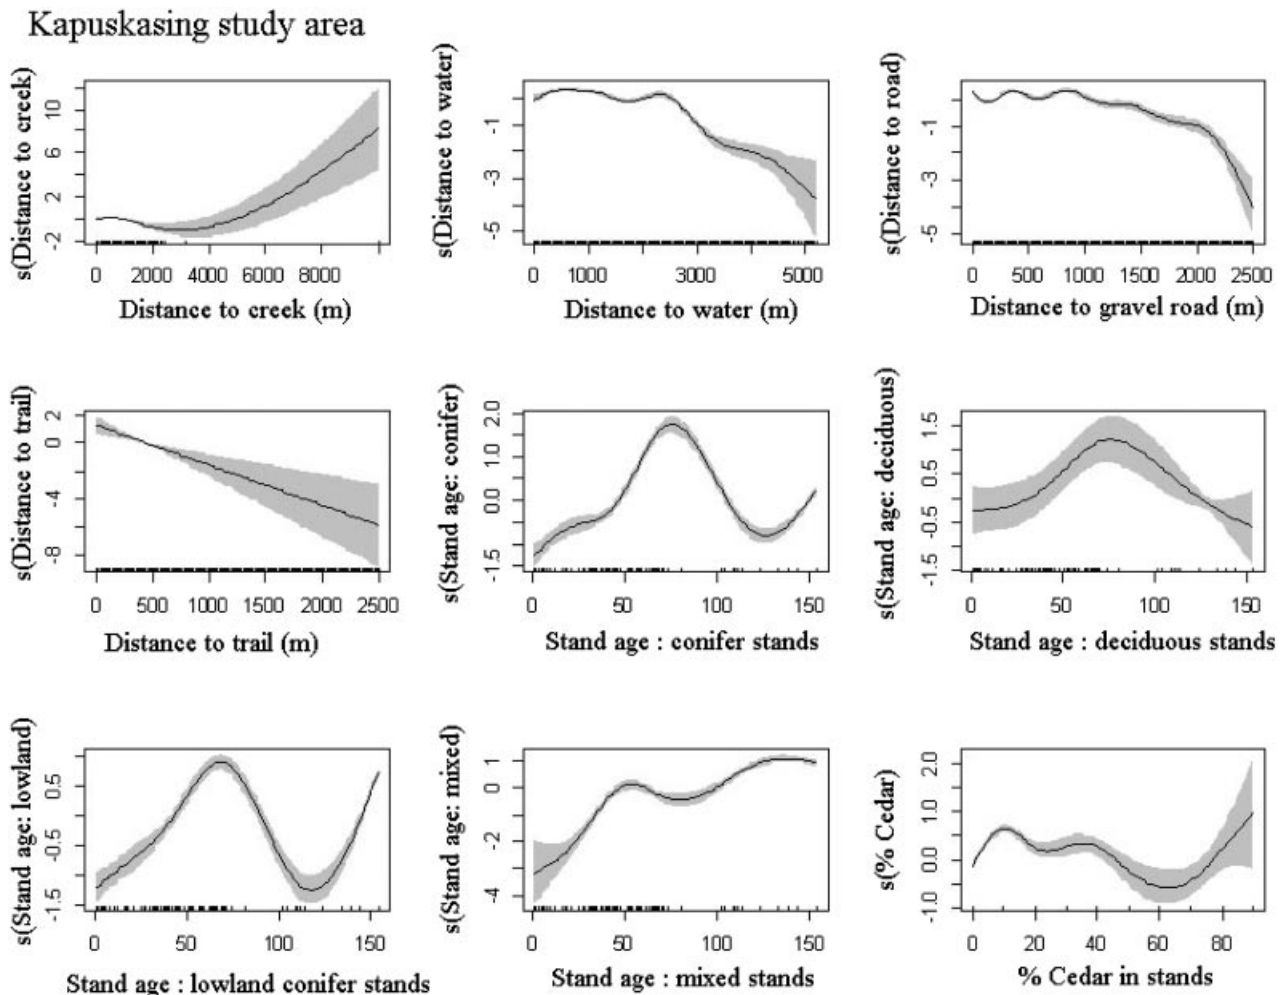 Kapuskasing study area
s(Distance to creek)
-2 2 6 10
0 2000 4000 6000 8000
Distance to creek (m)
s(Distance to water)
-5 -3 -1
0 1000 3000 5000
Distance to water (m)
s(Distance to road)
-5 -3 -1
0 500 1000 1500 2000 2500
Distance to gravel road (m)
s(Distance to trail)
-8 -4 0 2
0 500 1000 1500 2000 2500
Distance to trail (m)
s(Stand age: conifer)
-1.5 0.0 1.0 2.0
0 50 100 150
Stand age : conifer stands
s(Stand age: deciduous)
-1.5 -0.5 0.5 1.5
0 50 100 150
Stand age : deciduous stands
s(Stand age: lowland)
-1.5 -0.5 0.5
0 50 100 150
Stand age : lowland conifer stands
s(Stand age: mixed)
-4 -2 0 1
0 50 100 150
Stand age : mixed stands
s(% Cedar)
-1.0 0.0 1.0 2.0
0 20 40 60 80
% Cedar in stands